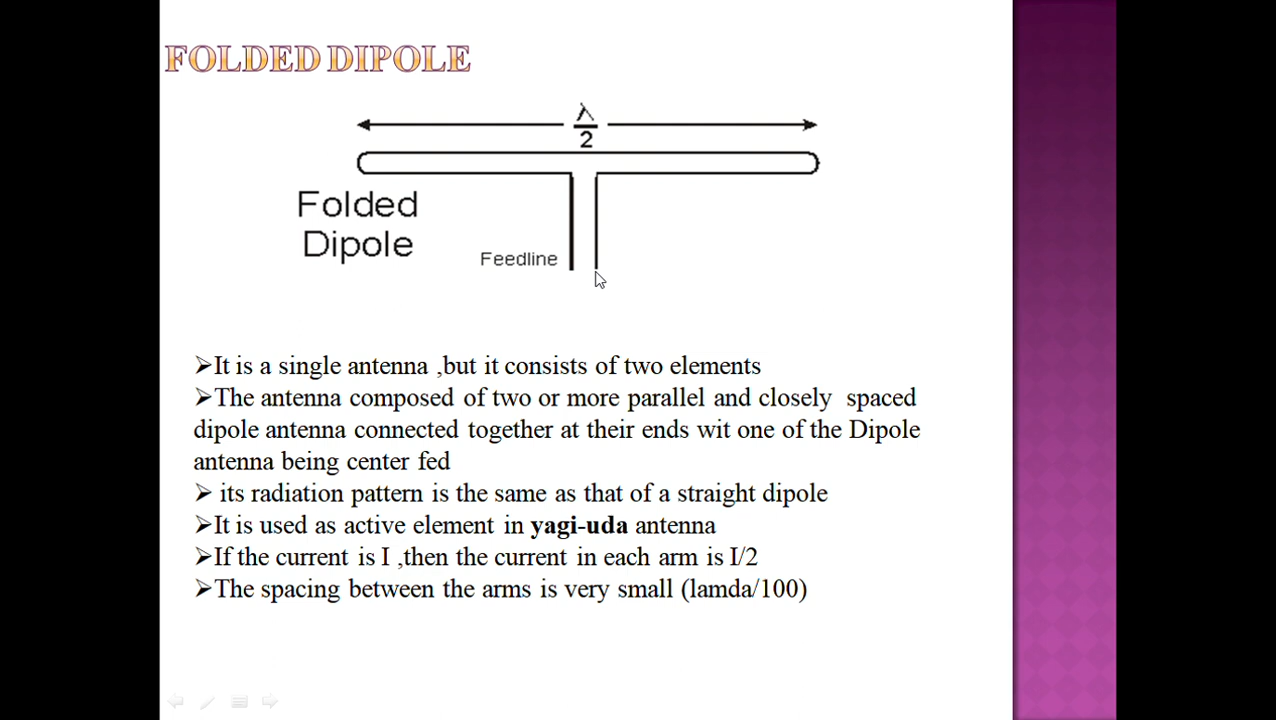 FOLDED DIPOLE
λ
2
Folded
Dipole
Feedline
➢It is a single antenna ,but it consists of two elements
➢The antenna composed of two or more parallel and closely spaced
dipole antenna connected together at their ends wit one of the Dipole
antenna being center fed
➢ its radiation pattern is the same as that of a straight dipole
➢It is used as active element in yagi-uda antenna
➢If the current is I ,then the current in each arm is I/2
➢The spacing between the arms is very small (lamda/100)